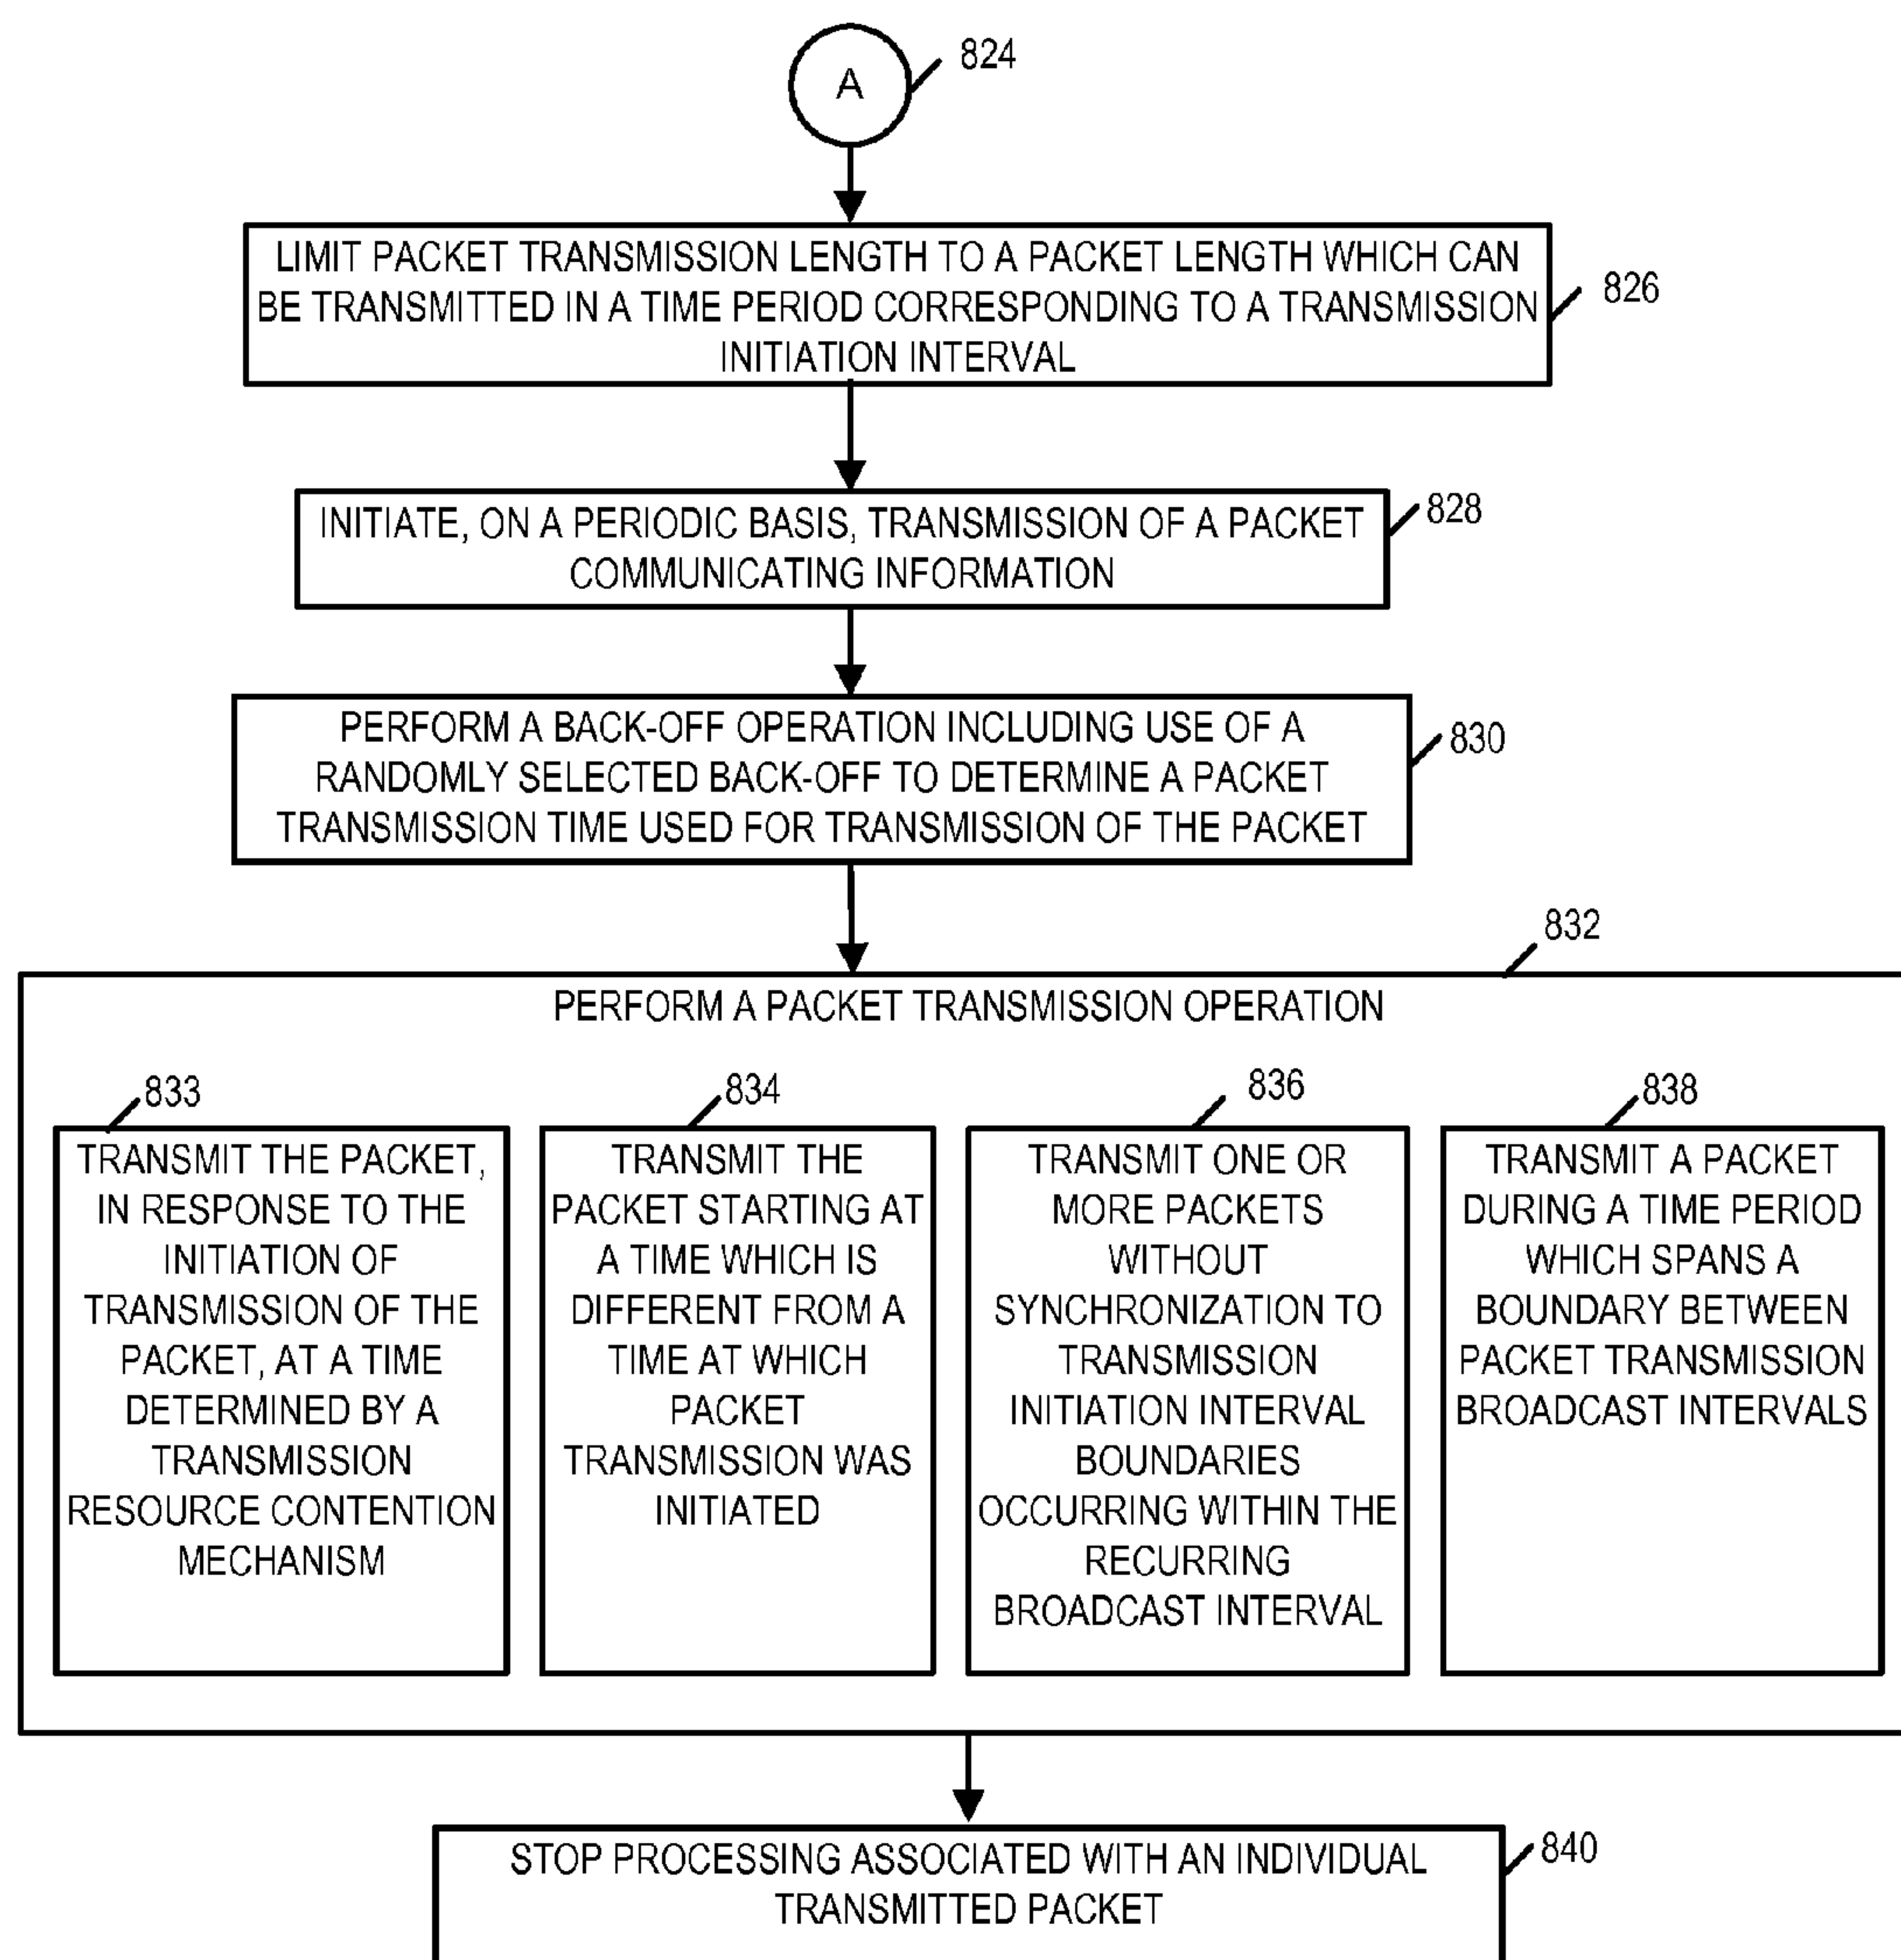 A
824
LIMIT PACKET TRANSMISSION LENGTH TO A PACKET LENGTH WHICH CAN
BE TRANSMITTED IN A TIME PERIOD CORRESPONDING TO A TRANSMISSION
INITIATION INTERVAL
826
INITIATE, ON A PERIODIC BASIS, TRANSMISSION OF A PACKET
COMMUNICATING INFORMATION
828
PERFORM A BACK-OFF OPERATION INCLUDING USE OF A
RANDOMLY SELECTED BACK-OFF TO DETERMINE A PACKET
TRANSMISSION TIME USED FOR TRANSMISSION OF THE PACKET
830
832
PERFORM A PACKET TRANSMISSION OPERATION
833
TRANSMIT THE PACKET,
IN RESPONSE TO THE
INITIATION OF
TRANSMISSION OF THE
PACKET, AT A TIME
DETERMINED BY A
TRANSMISSION
RESOURCE CONTENTION
MECHANISM
834
TRANSMIT THE
PACKET STARTING AT
A TIME WHICH IS
DIFFERENT FROM A
TIME AT WHICH
PACKET
TRANSMISSION WAS
INITIATED
836
TRANSMIT ONE OR
MORE PACKETS
WITHOUT
SYNCHRONIZATION TO
TRANSMISSION
INITIATION INTERVAL
BOUNDARIES
OCCURRING WITHIN THE
RECURRING
BROADCAST INTERVAL
838
TRANSMIT A PACKET
DURING A TIME PERIOD
WHICH SPANS A
BOUNDARY BETWEEN
PACKET TRANSMISSION
BROADCAST INTERVALS
STOP PROCESSING ASSOCIATED WITH AN INDIVIDUAL
TRANSMITTED PACKET
840